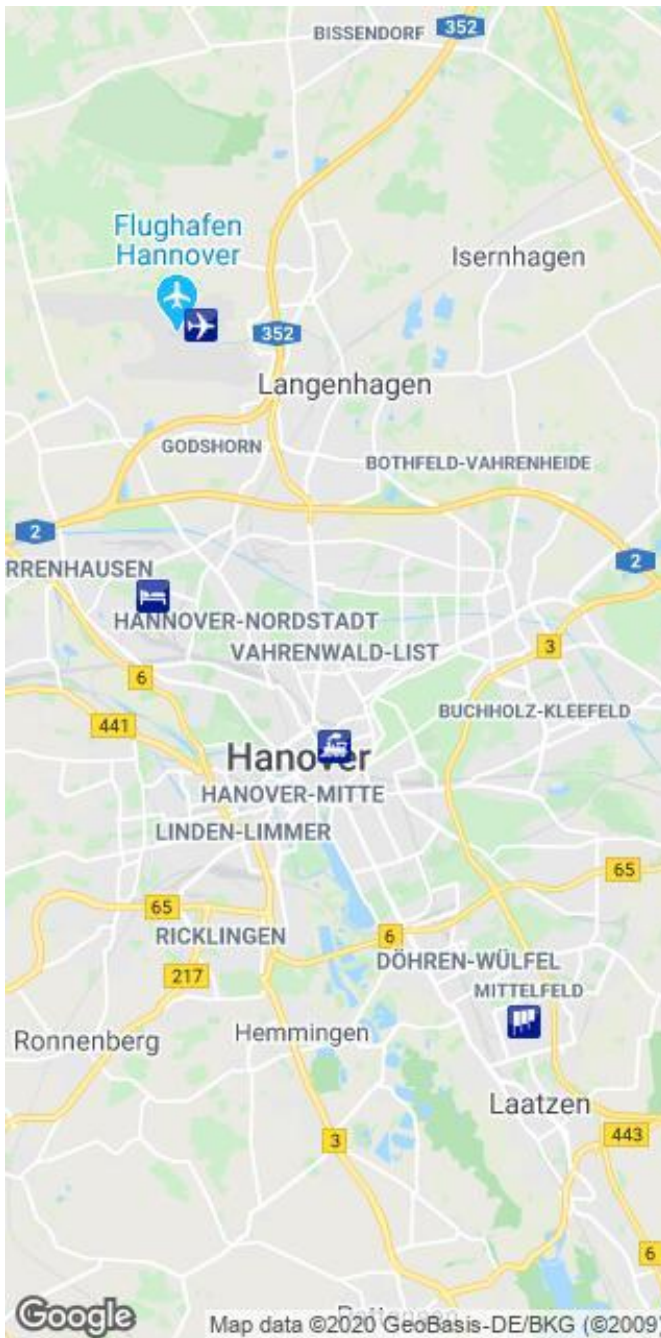 352
BISSENDORF
Flughafen
Hannover
Isernhagen
352
Langenhagen
GODSHORN
BOTHFELD-VAHRENHEIDE
2
RRENHAUSEN
2
HANNOVER-NORDSTADT
3
VAHRENWALD-LIST
6
BUCHHOLZ-KLEEFELD
441
Hanover
HANOVER-MITTE
LINDEN-LIMMER
65
65
RICKLINGEN
6
DÖHREN-WÜLFEL
217
MITTELFELD
Ronnenberg
Hemmingen
Laatzen
3
443
6
Google
Map data ©2020 GeoBasis-DE/BKG (©2009